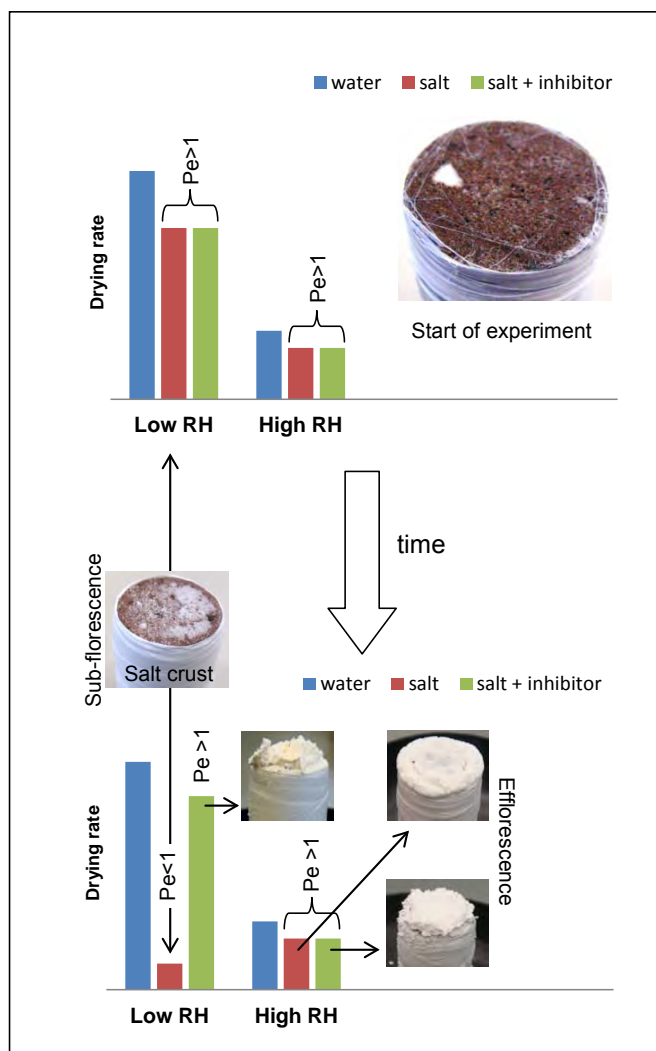 water salt salt + inhibitor
Drying rate
Pe>1
Pe>1
Start of experiment
Low RH High RH
time
Sub-florescence
Salt crust
water salt salt + inhibitor
Drying rate
Pe<1
Pe >1
Pe >1
Efflorescence
Low RH High RH